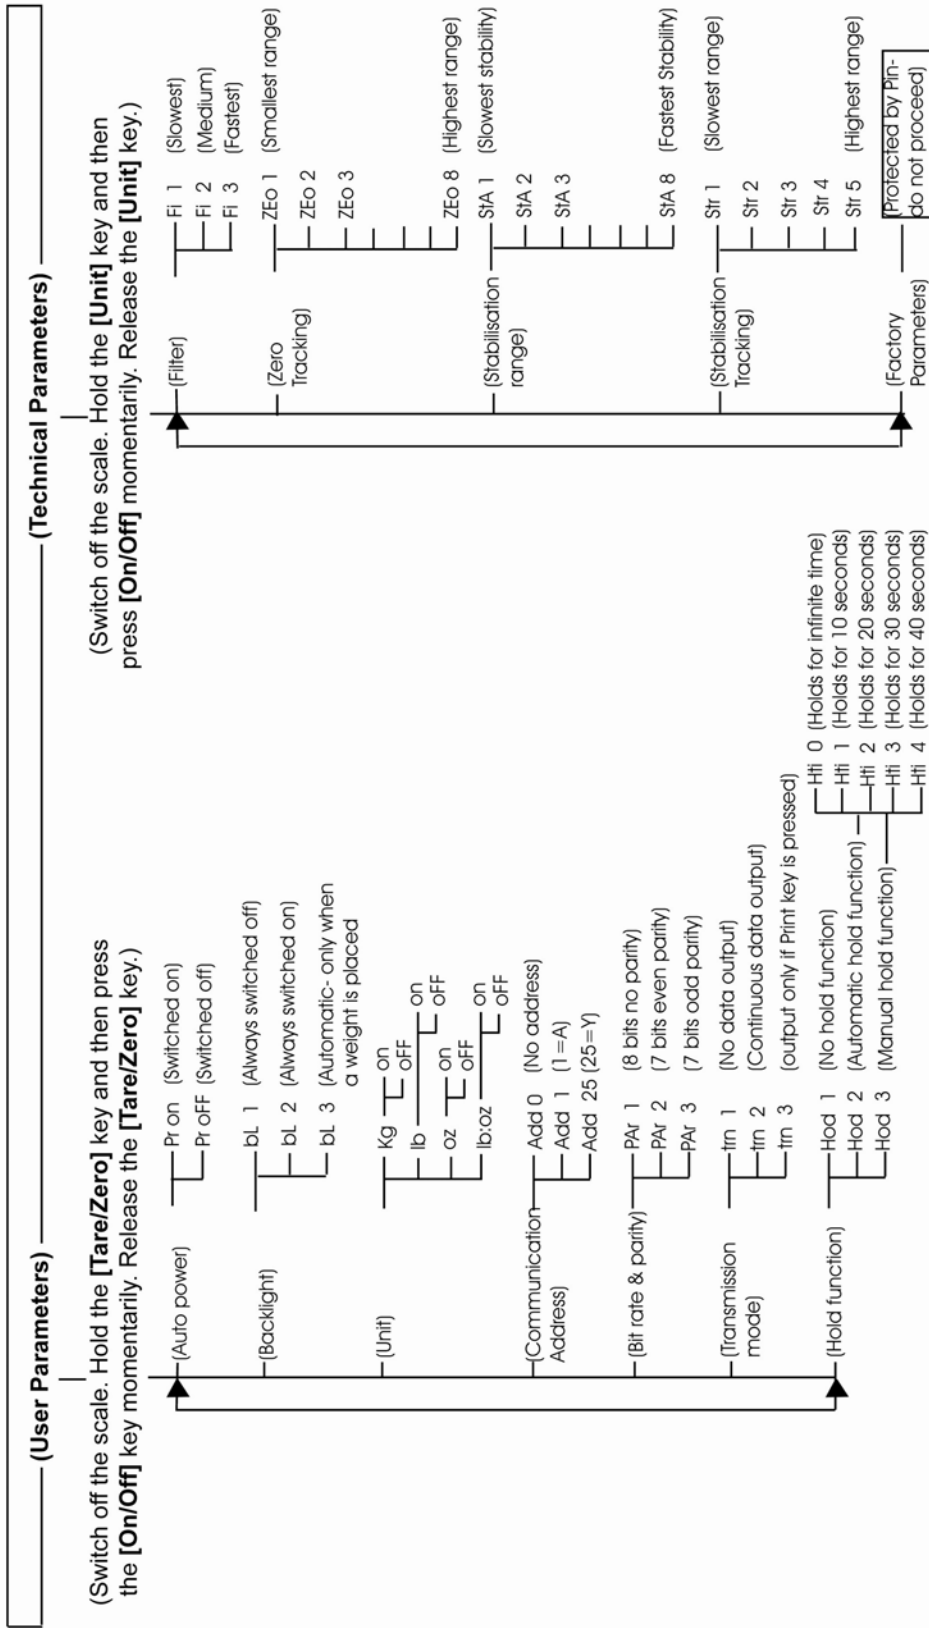 (User Parameters)
(Switch off the scale. Hold the [Tare/Zero] key and then press
the [On/Off] key momentarily. Release the [Tare/Zero] key.)
(Auto power)
Pr on (Switched on)
Pr oFF (Switched off)
(Backlight)
bL 1 (Always switched off)
bL 2 (Always switched on)
bL 3 (Automatic- only when
a weight is placed
(Unit)
Kg
on
oFF
lb
on
oFF
oz
on
oFF
lb:oz
on
oFF
(Communication
Address)
Add 0 (No address)
Add 1 (1=A)
Add 25 (25=Y)
(Bit rate & parity)
PAr 1 (8 bits no parity)
PAr 2 (7 bits even parity)
PAr 3 (7 bits odd parity)
(Transmission
mode)
trn 1 (No data output)
trn 2 (Continuous data output)
trn 3 (output only if Print key is pressed)
(Hold function)
Hod 1 (No hold function)
Hod 2 (Automatic hold function)
Hod 3 (Manual hold function)
Hti 0 (Holds for infinite time)
Hti 1 (Holds for 10 seconds)
Hti 2 (Holds for 20 seconds)
Hti 3 (Holds for 30 seconds)
Hti 4 (Holds for 40 seconds)
(Technical Parameters)
(Switch off the scale. Hold the [Unit] key and then
press [On/Off] momentarily. Release the [Unit] key.)
(Filter)
Fi 1 (Slowest)
Fi 2 (Medium)
Fi 3 (Fastest)
(Zero
Tracking)
ZEo 1 (Smallest range)
ZEo 2
ZEo 3
ZEo 8 (Highest range)
(Stabilisation
range)
StA 1 (Slowest stability)
StA 2
StA 3
StA 8 (Fastest Stability)
(Stabilisation
Tracking)
Str 1 (Slowest range)
Str 2
Str 3
Str 4
Str 5 (Highest range)
(Factory
Parameters)
(Protected by Pin-
do not proceed)